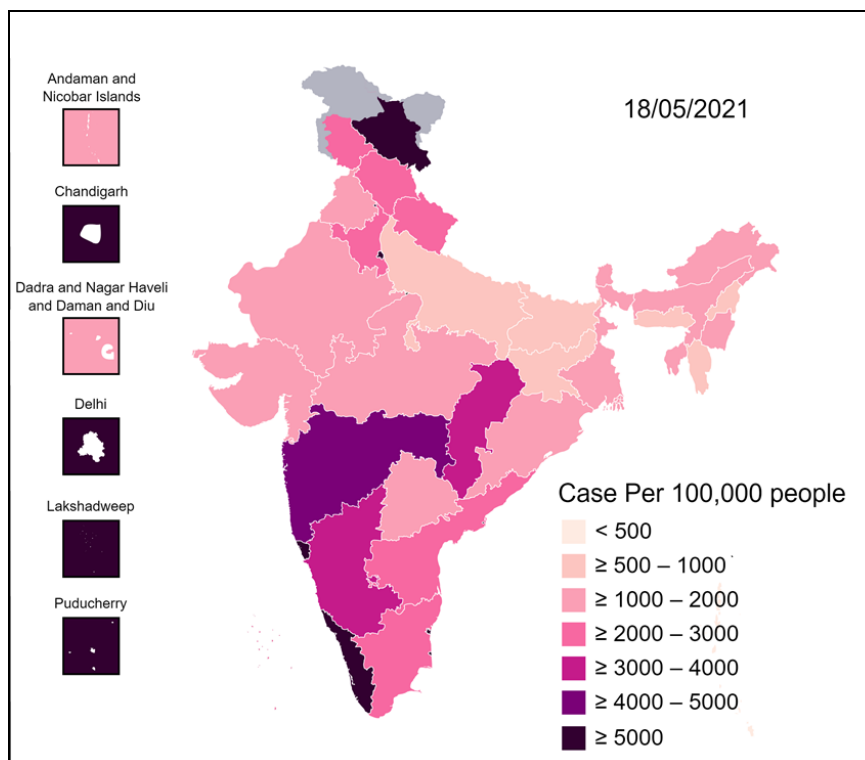 Andaman and
Nicobar Islands
Chandigarh
Dadra and Nagar Haveli
and Daman and Diu
Delhi
Lakshadweep
Puducherry
18/05/2021
Case Per 100,000 people
< 500
≥ 500 – 1000
≥ 1000 – 2000
≥ 2000 – 3000
≥ 3000 – 4000
≥ 4000 – 5000
≥ 5000